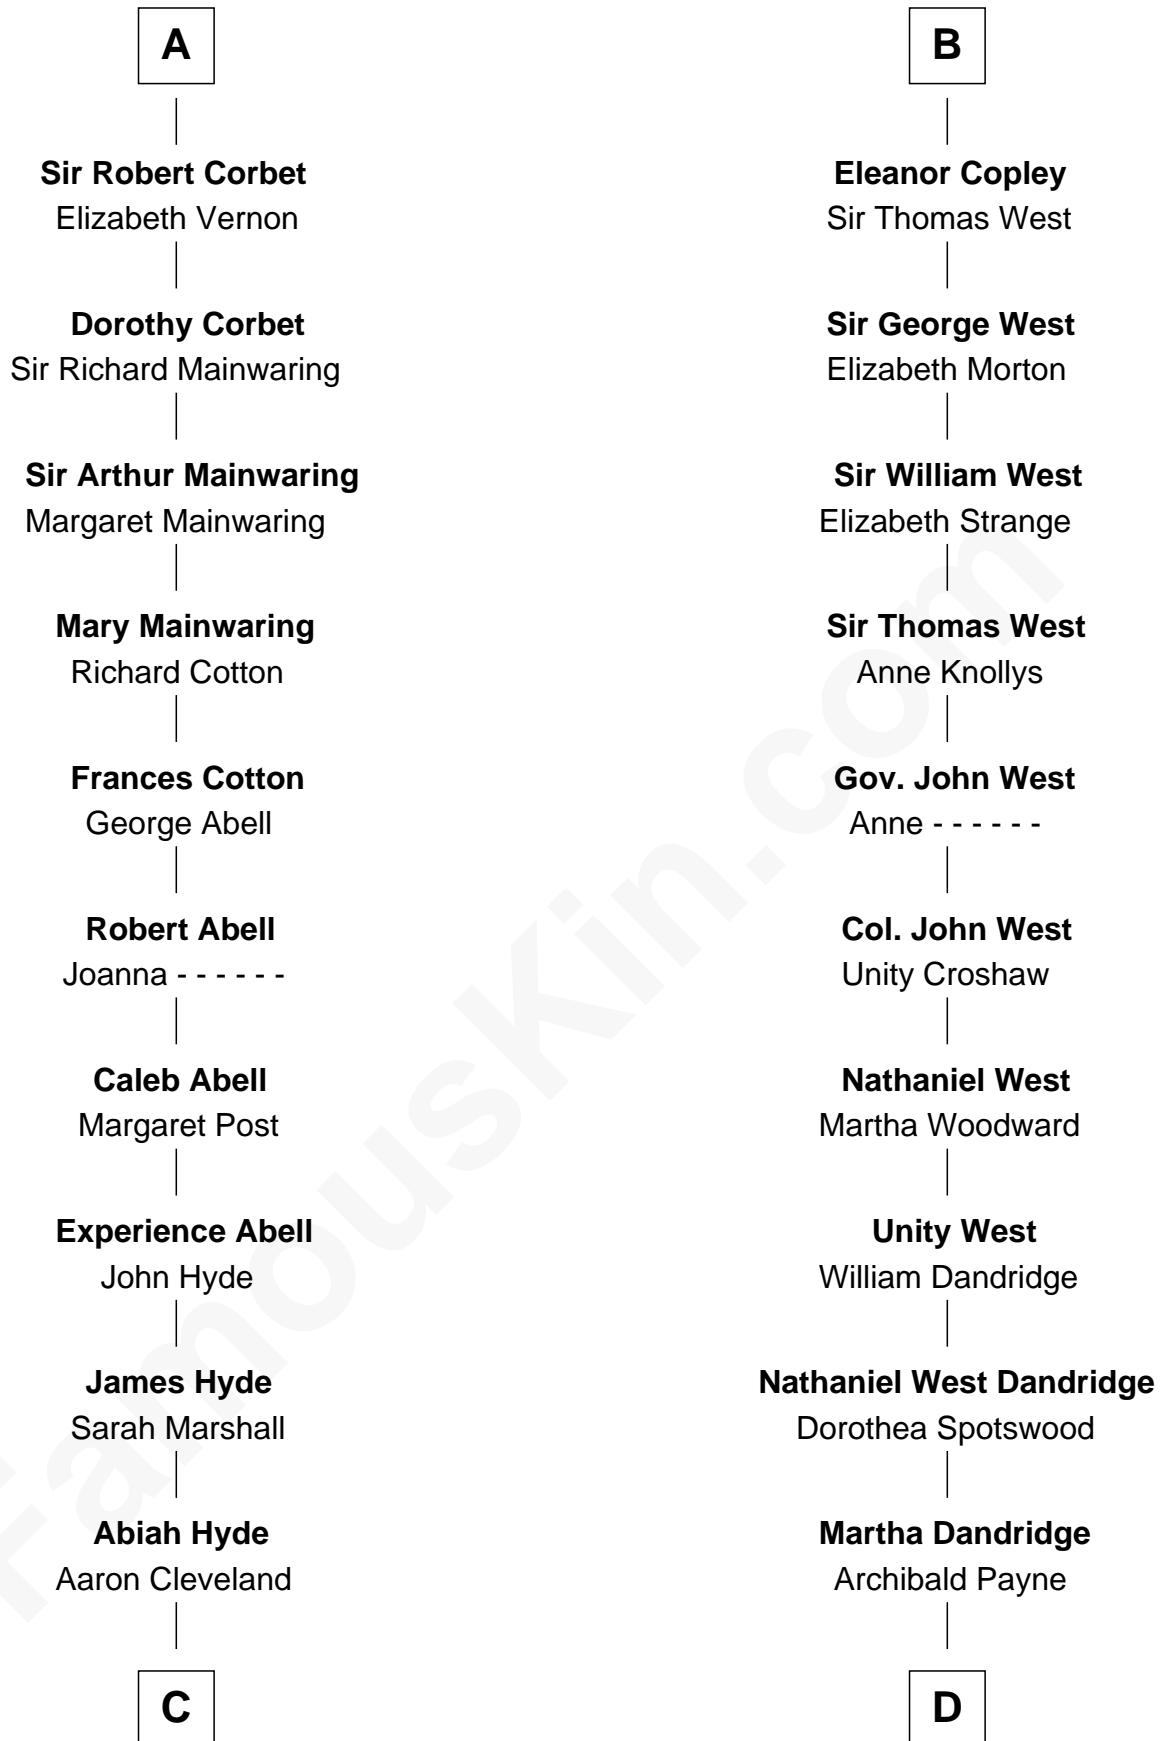 A
Sir Robert Corbet
Elizabeth Vernon
Dorothy Corbet
Sir Richard Mainwaring
Sir Arthur Mainwaring
Margaret Mainwaring
Mary Mainwaring
Richard Cotton
Frances Cotton
George Abell
Robert Abell
Joanna - - - - - -
Caleb Abell
Margaret Post
Experience Abell
John Hyde
James Hyde
Sarah Marshall
Abiah Hyde
Aaron Cleveland
C
B
Eleanor Copley
Sir Thomas West
Sir George West
Elizabeth Morton
Sir William West
Elizabeth Strange
Sir Thomas West
Anne Knollys
Gov. John West
Anne - - - - - -
Col. John West
Unity Croshaw
Nathaniel West
Martha Woodward
Unity West
William Dandridge
Nathaniel West Dandridge
Dorothea Spotswood
Martha Dandridge
Archibald Payne
D
FamousKin.com